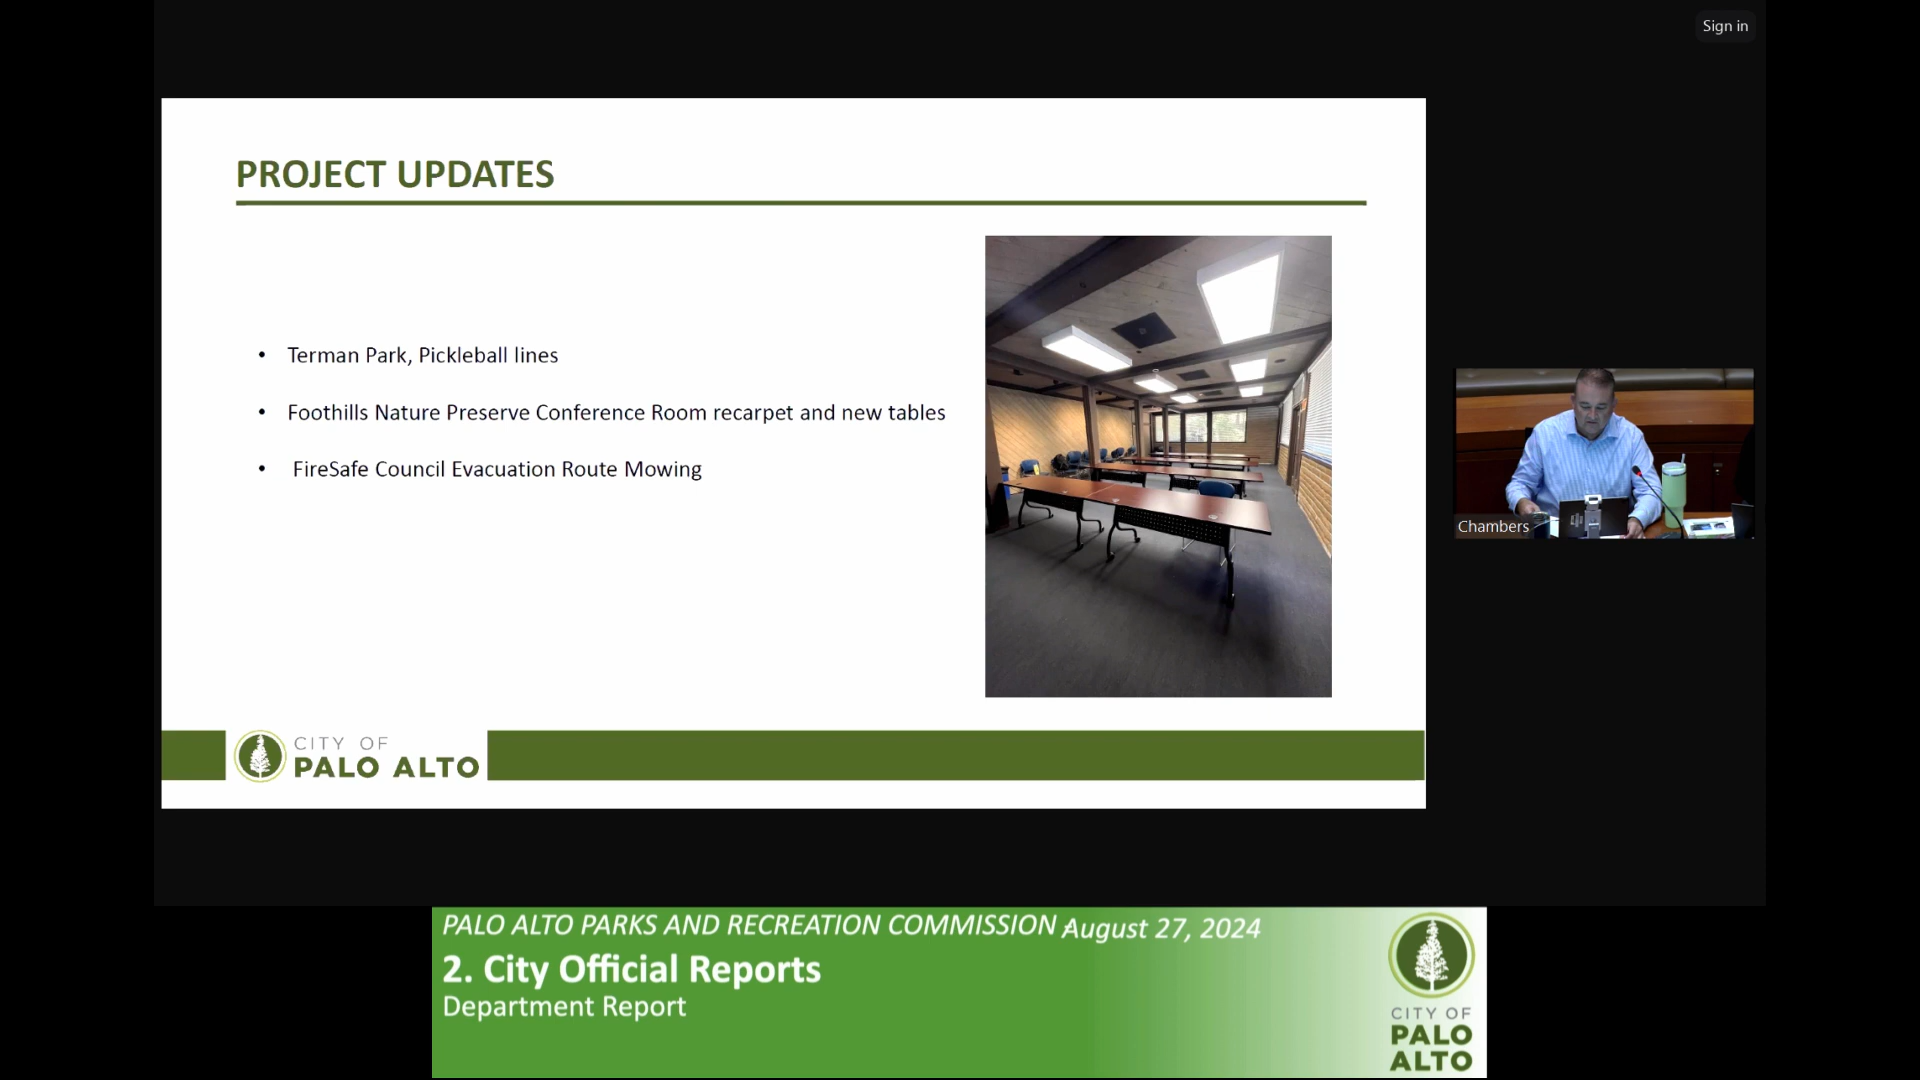 Sign in
PROJECT UPDATES
• Terman Park, Pickleball lines
• Foothills Nature Preserve Conference Room recarpet and new tables
• FireSafe Council Evacuation Route Mowing
Chambers
CITY OF
PALO ALTO
PALO ALTO PARKS AND RECREATION COMMISSION August 27, 2024
2. City Official Reports
Department Report
CITY OF
PALO
ALTO